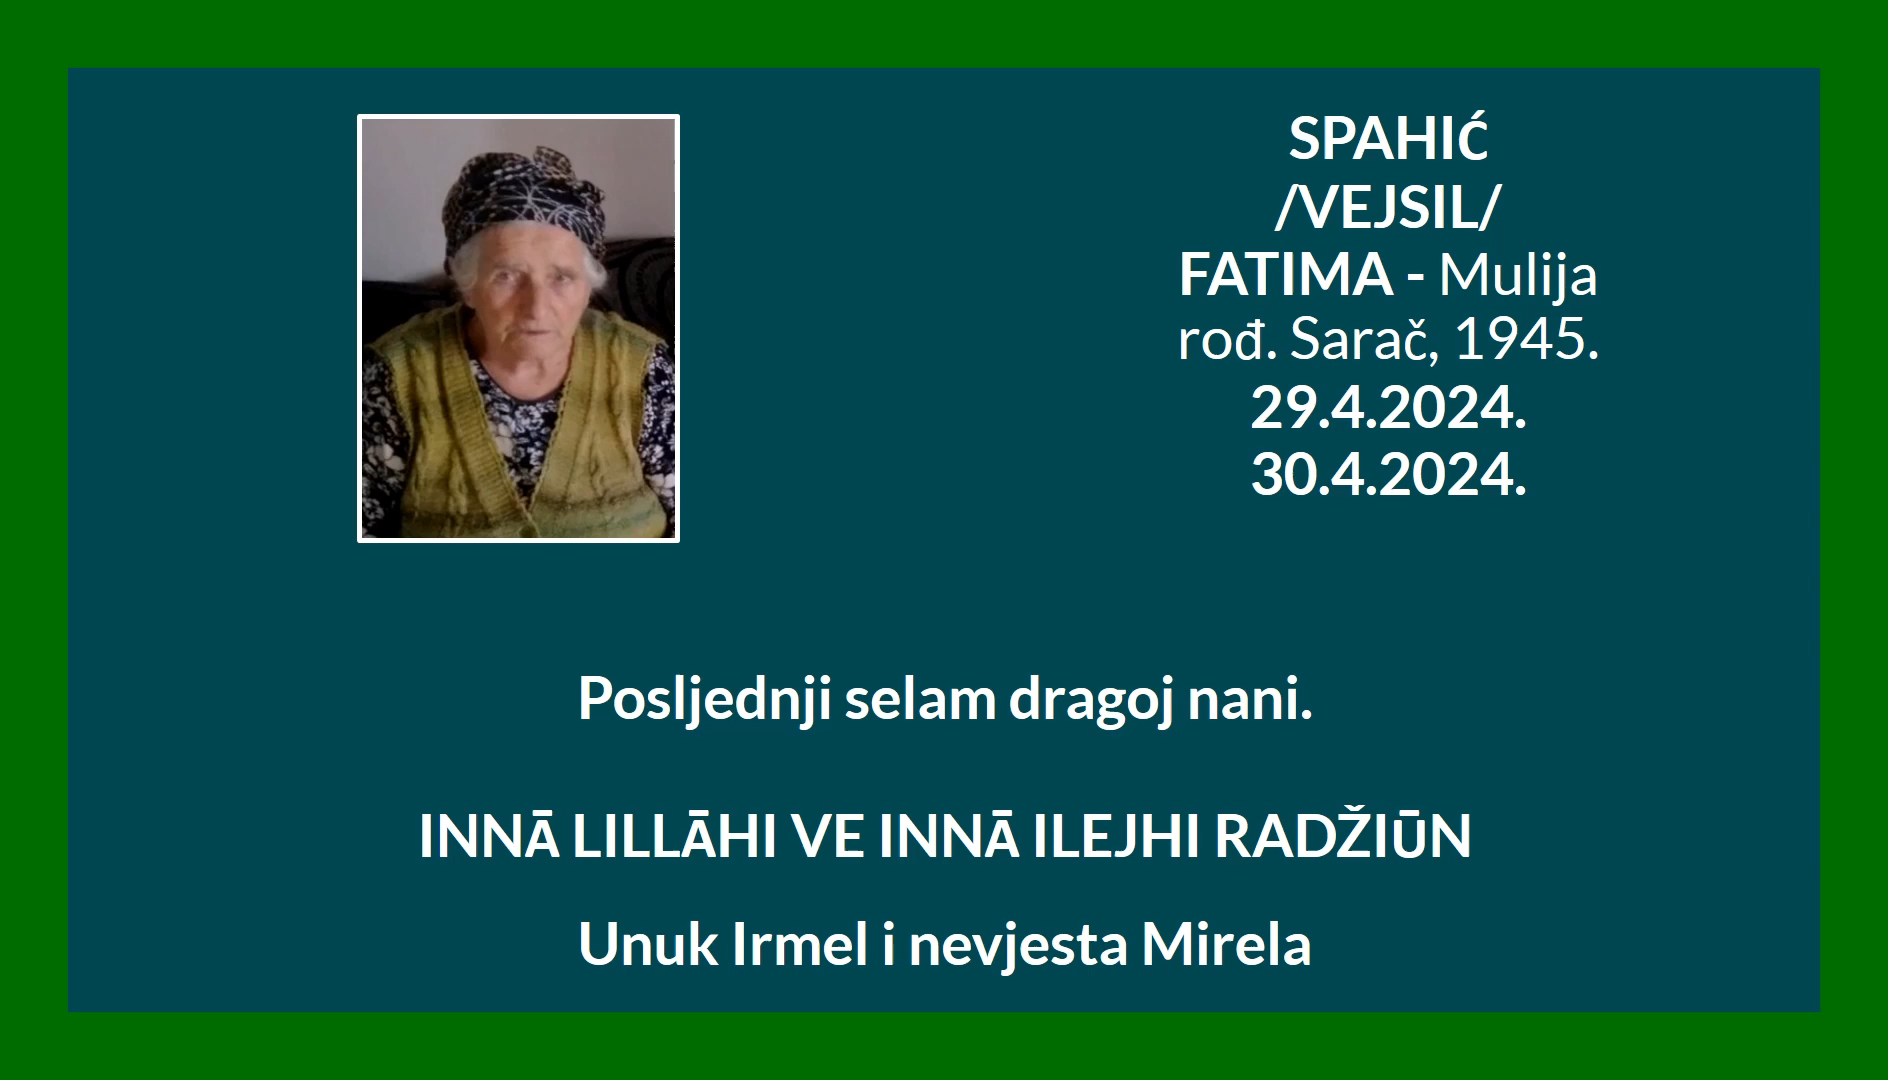 SPAHIĆ
/VEJSIL/
FATIMA - Mulija
rođ. Sarač, 1945.
29.4.2024.
30.4.2024.
Posljednji selam dragoj nani.
INNĀ LILLĀHI VE INNĀ ILEJHI RADŽIŪN
Unuk Irmel i nevjesta Mirela